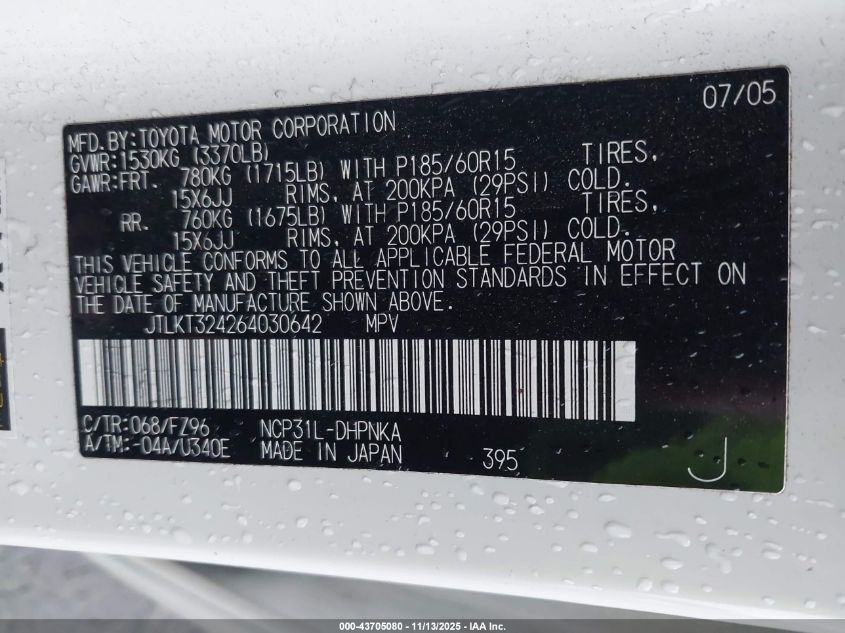 07/05
MFD. BY: TOYOTA MOTOR CORPORATION
GVWR: 1530KG (3370LB)
GAWR: FRT. 780KG (1715LB) WITH P185/60R15 TIRES,
15X6JJ RIMS, AT 200KPA (29PSI) COLD.
RR. 760KG (1675LB) WITH P185/60R15 TIRES,
15X6JJ RIMS, AT 200KPA (29PSI) COLD.
THIS VEHICLE CONFORMS TO ALL APPLICABLE FEDERAL MOTOR
VEHICLE SAFETY AND THEFT PREVENTION STANDARDS IN EFFECT ON
THE DATE OF MANUFACTURE SHOWN ABOVE.
JTLKT324264030642 MPV
C/TR: 068/FZ96 NCP31L-DHPNKA
A/TM: -04A/U340E MADE IN JAPAN 395 J
000-43705080 - 11/13/2025 - IAA Inc.